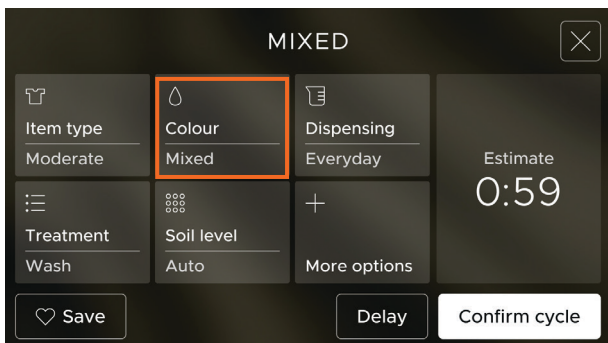 MIXED
Item type
Moderate
Colour
Mixed
Dispensing
Everyday
Estimate
0:59
Treatment
Wash
Soil level
Auto
More options
Save
Delay
Confirm cycle